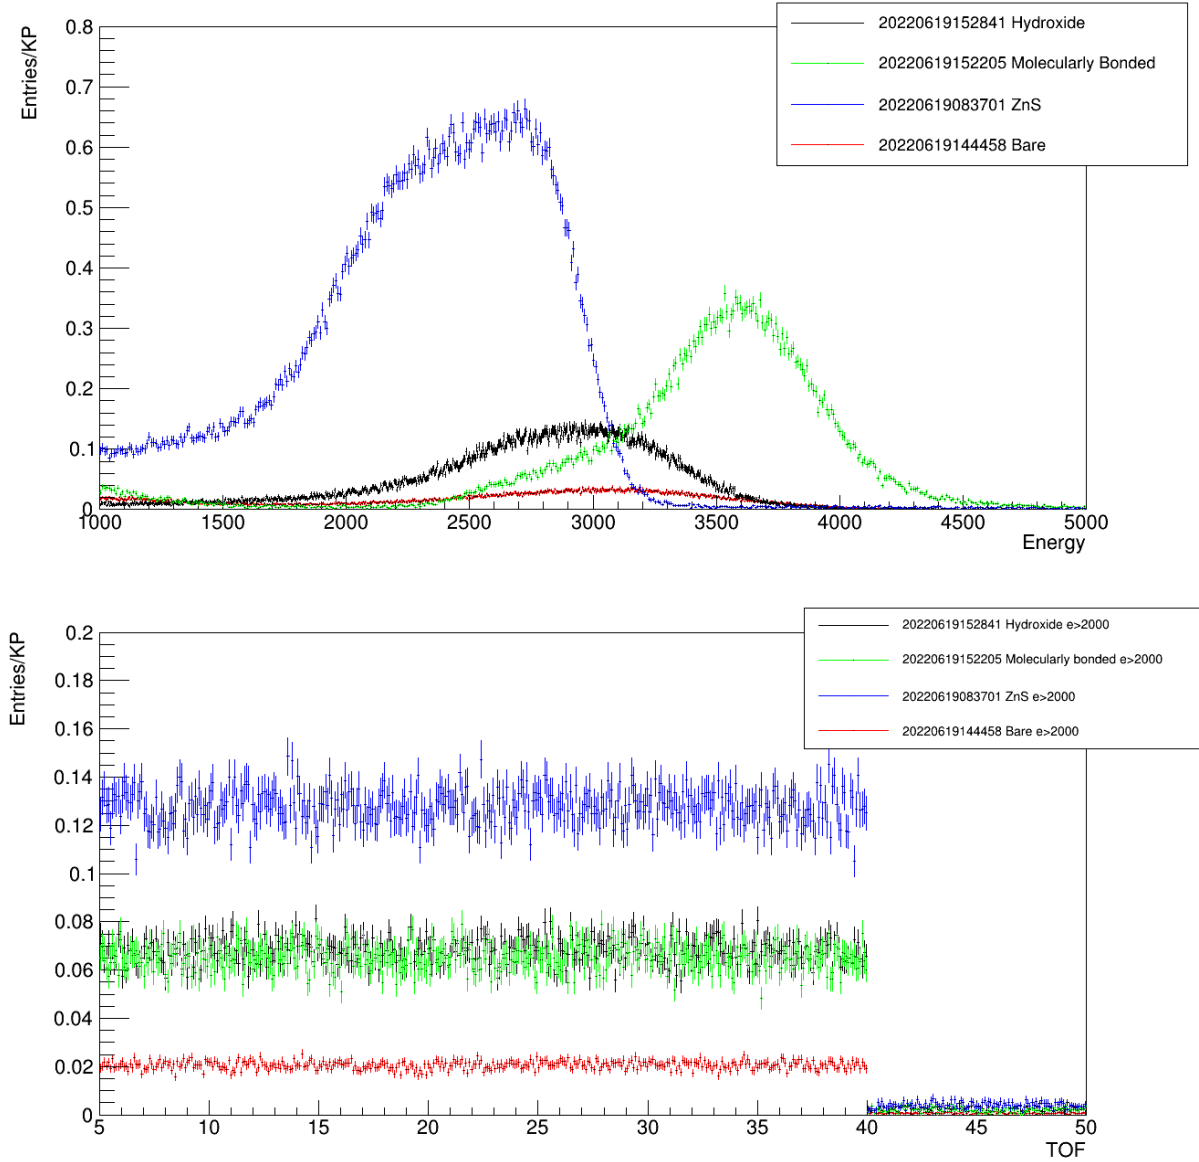 Entries/KP
0.8
0.7
0.6
0.5
0.4
0.3
0.2
0.1
0
1000 1500 2000 2500 3000 3500 4000 4500 5000
Energy
20220619152841 Hydroxide
20220619152205 Molecularly Bonded
20220619083701 ZnS
20220619144458 Bare
Entries/KP
0.2
0.18
0.16
0.14
0.12
0.1
0.08
0.06
0.04
0.02
0
5 10 15 20 25 30 35 40 45 50
TOF
20220619152841 Hydroxide e>2000
20220619152205 Molecularly bonded e>2000
20220619083701 ZnS e>2000
20220619144458 Bare e>2000